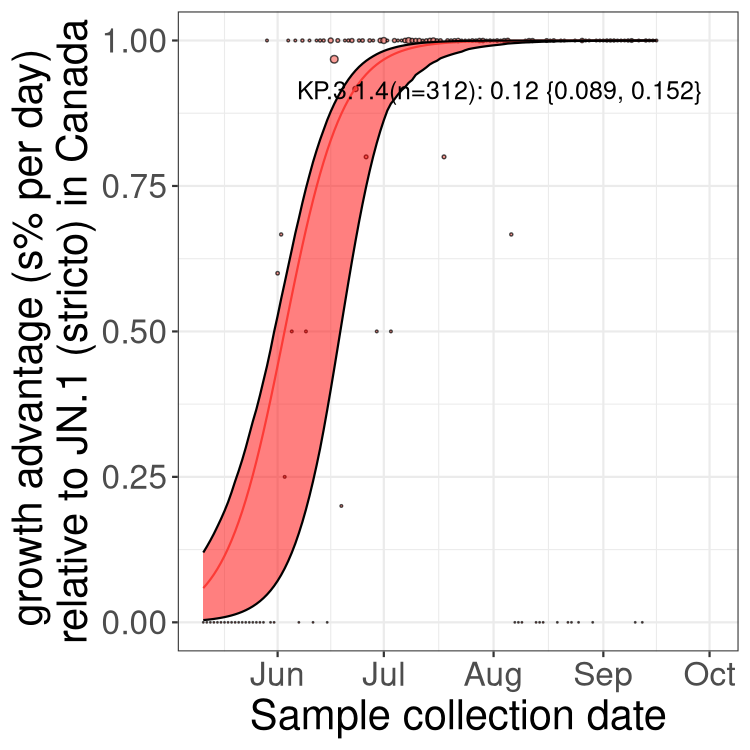 growth advantage (s% per day)
relative to JN.1 (stricto) in Canada
1.00
0.75
0.50
0.25
0.00
KP.3.1.4(n=312): 0.12 {0.089, 0.152}
Jun
Jul
Aug
Sep
Oct
Sample collection date